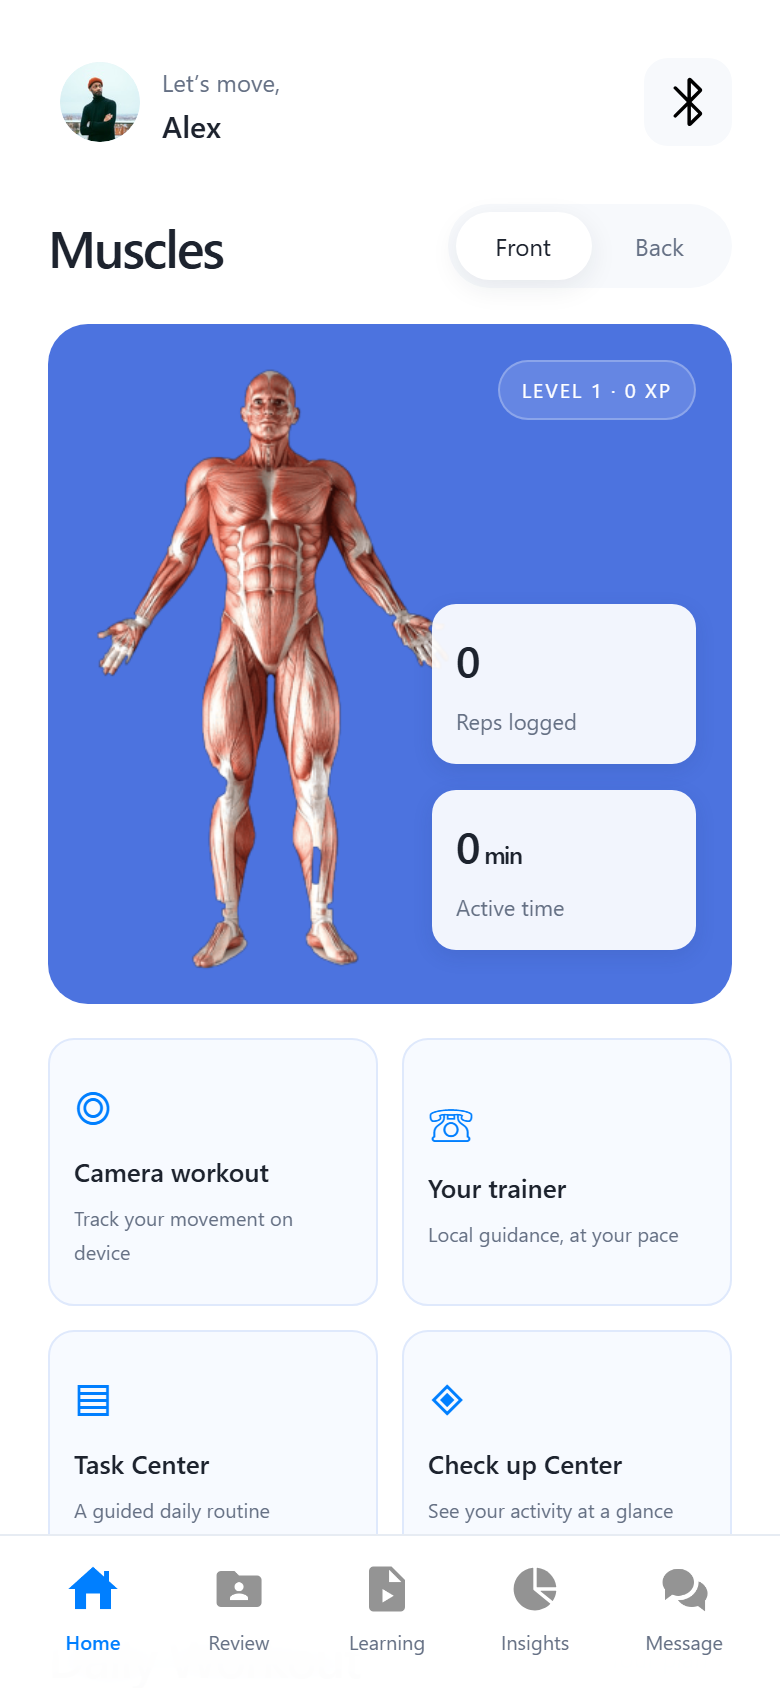 Let's move,
Alex
Muscles
Front
Back
LEVEL 1 · 0 XP
0
Reps logged
0 min
Active time
Camera workout
Track your movement on
device
Your trainer
Local guidance, at your pace
Task Center
A guided daily routine
Check up Center
See your activity at a glance
Home
Review
Learning
Insights
Message